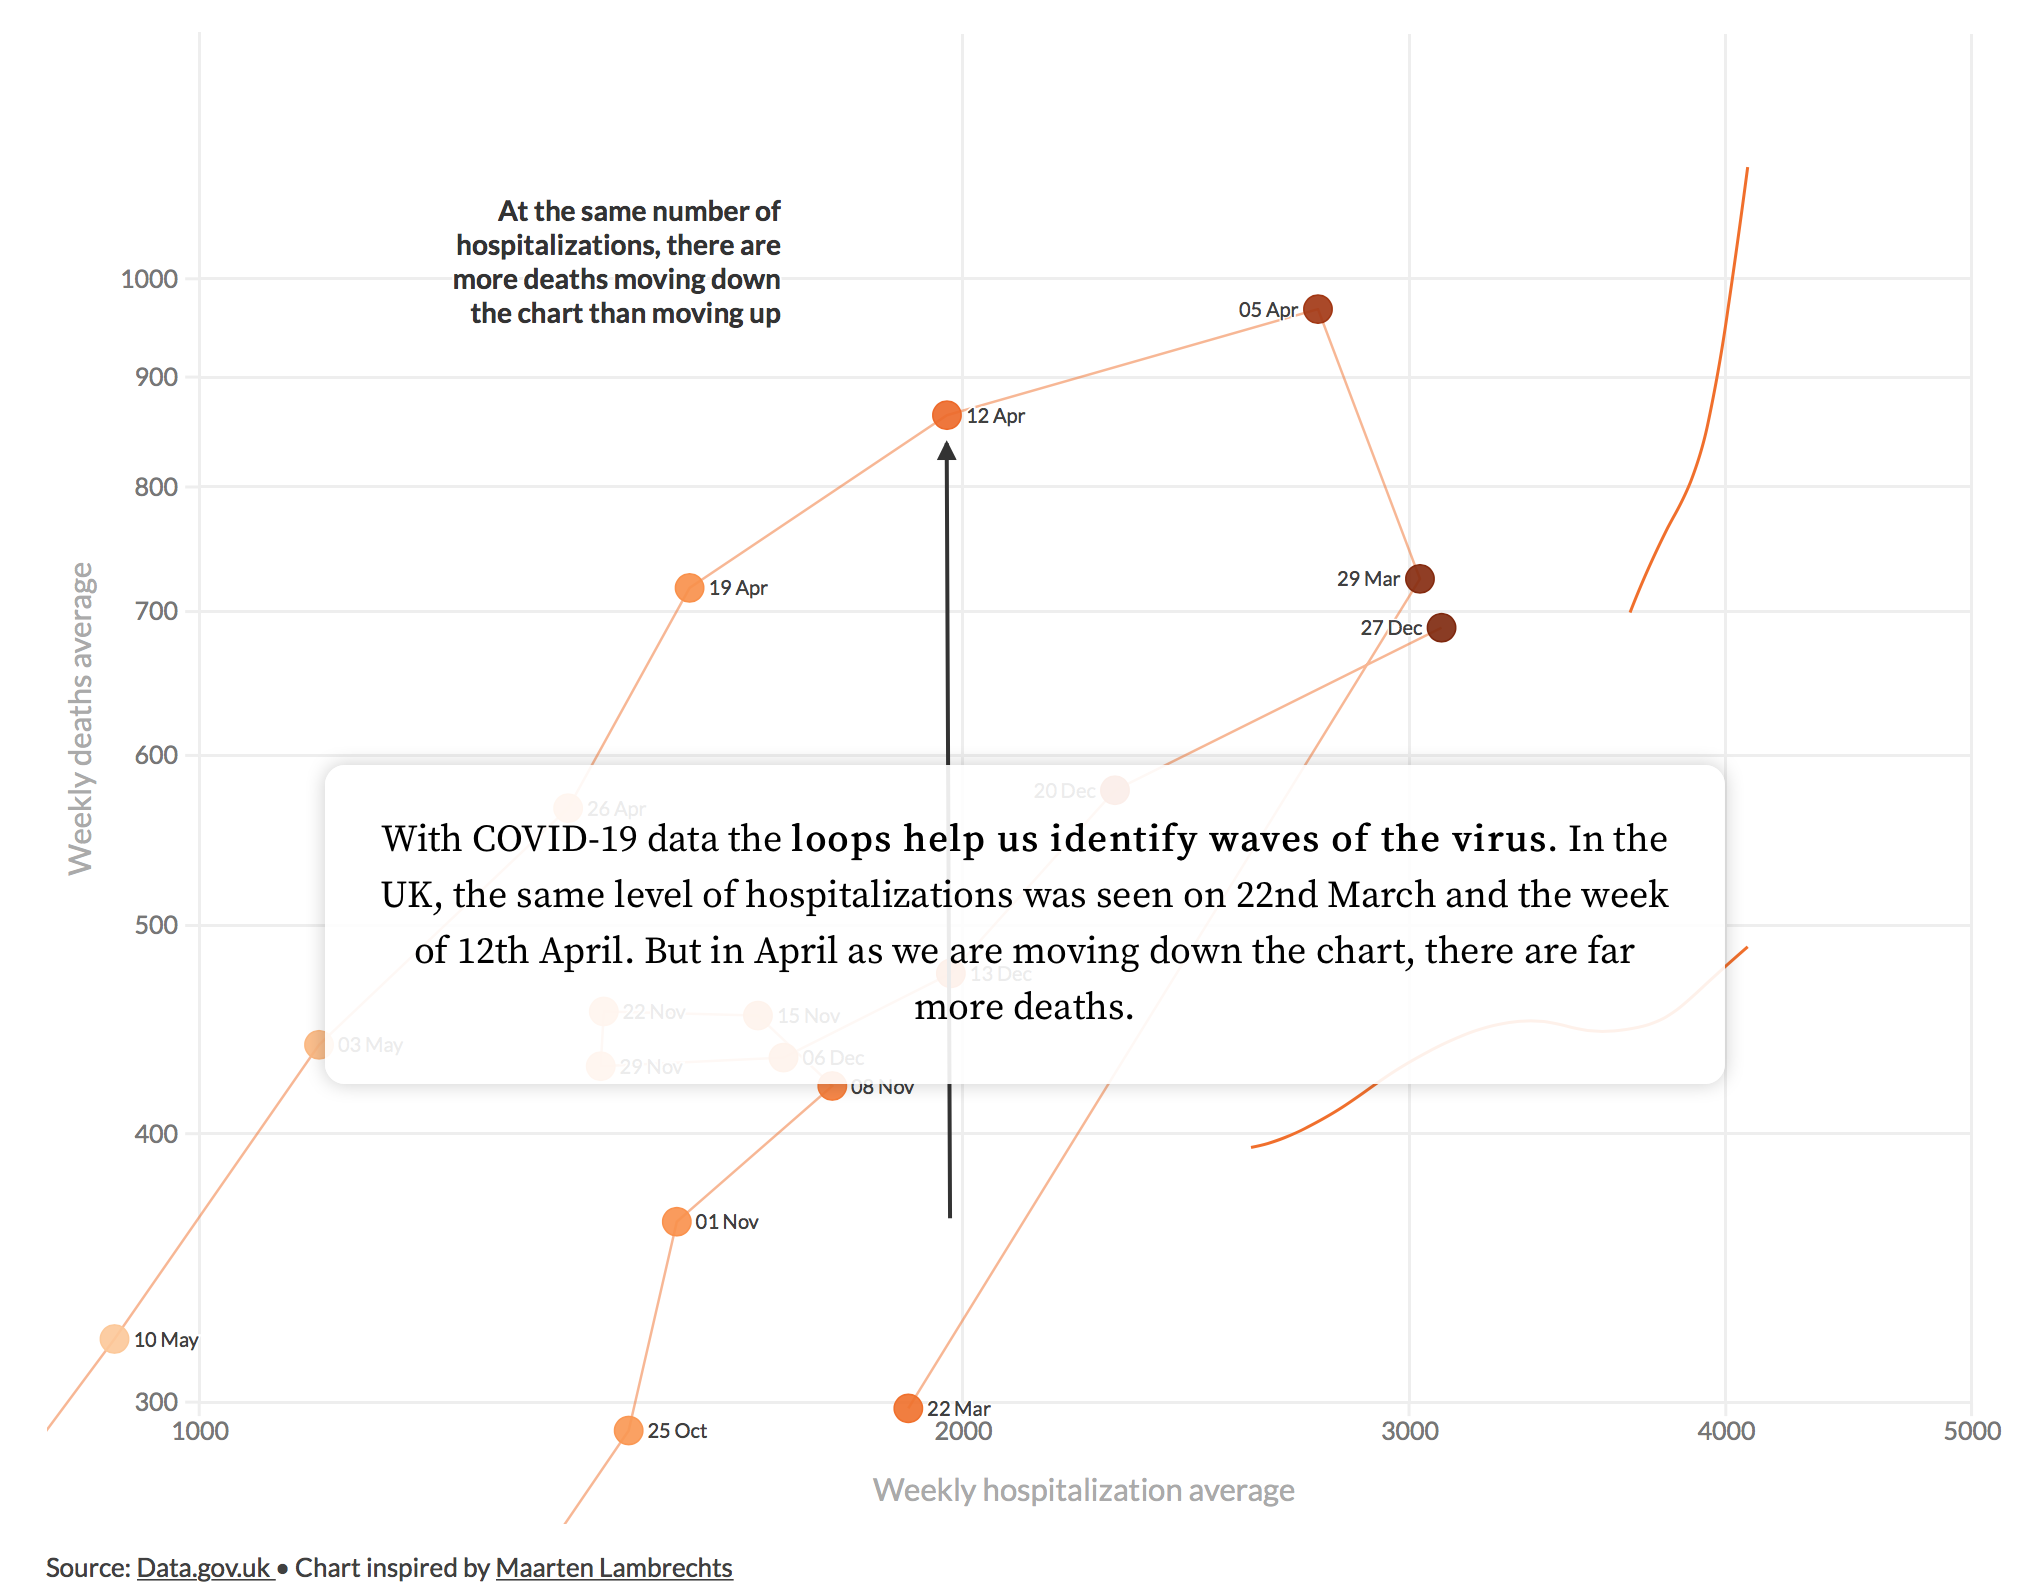 At the same number of
hospitalizations, there are
more deaths moving down
the chart than moving up
1000
900
800
700
600
500
400
300
Weekly deaths average
05 Apr
12 Apr
19 Apr
29 Mar
27 Dec
20 Dec
26 Apr
With COVID-19 data the loops help us identify waves of the virus. In the
UK, the same level of hospitalizations was seen on 22nd March and the week
of 12th April. But in April as we are moving down the chart, there are far
more deaths.
13 Dec
22 Nov
15 Nov
03 May
29 Nov
06 Dec
08 Nov
01 Nov
10 May
25 Oct
22 Mar
1000
2000
3000
4000
5000
Weekly hospitalization average
Source: Data.gov.uk • Chart inspired by Maarten Lambrechts